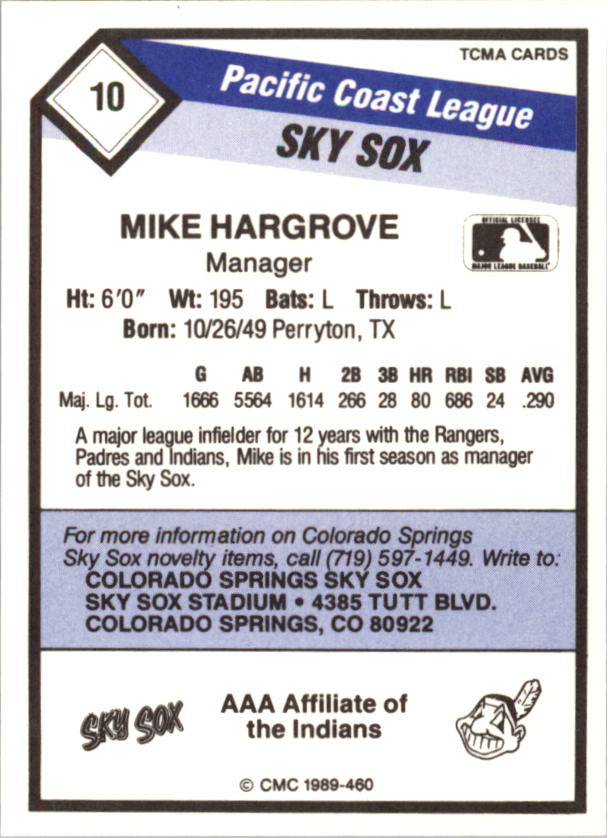 TCMA CARDS
10
Pacific Coast League
SKY SOX
MIKE HARGROVE
Manager
OFFICIAL LICENSEE
MAJOR LEAGUE BASEBALL
Ht: 6'0" Wt: 195 Bats: L Throws: L
Born: 10/26/49 Perryton, TX
G AB H 2B 3B HR RBI SB AVG
Maj. Lg. Tot. 1666 5564 1614 266 28 80 686 24 .290
A major league infielder for 12 years with the Rangers,
Padres and Indians, Mike is in his first season as manager
of the Sky Sox.
For more information on Colorado Springs
Sky Sox novelty items, call (719) 597-1449. Write to:
COLORADO SPRINGS SKY SOX
SKY SOX STADIUM • 4385 TUTT BLVD.
COLORADO SPRINGS, CO 80922
SKY SOX
AAA Affiliate of
the Indians
© CMC 1989-460